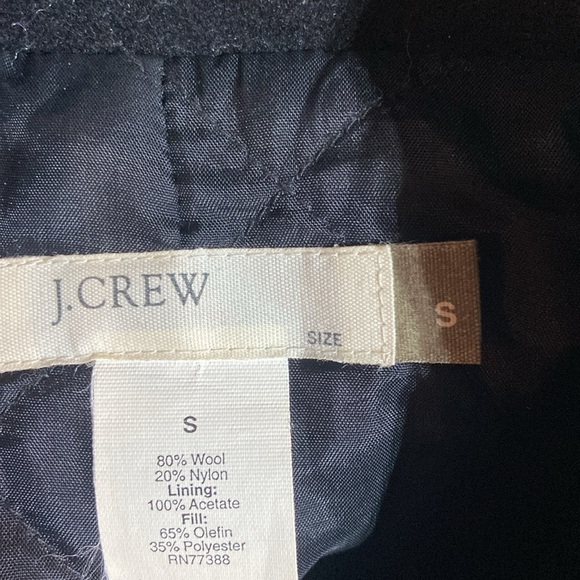 J.CREW
SIZE
S
S
80% Wool
20% Nylon
Lining:
100% Acetate
Fill:
65% Olefin
35% Polyester
RN77388